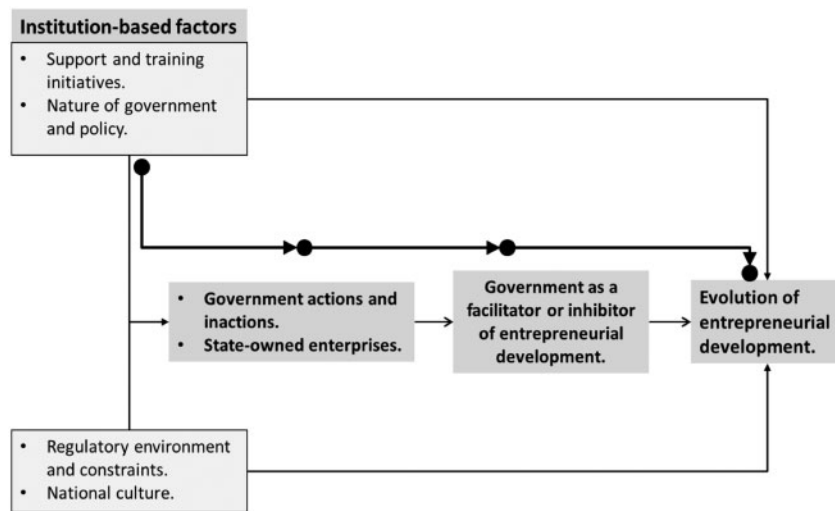 Institution-based factors
• Support and training
initiatives.
• Nature of government
and policy.
• Government actions and
inactions.
• State-owned enterprises.
Government as a
facilitator or inhibitor
of entrepreneurial
development.
Evolution of
entrepreneurial
development.
• Regulatory environment
and constraints.
• National culture.